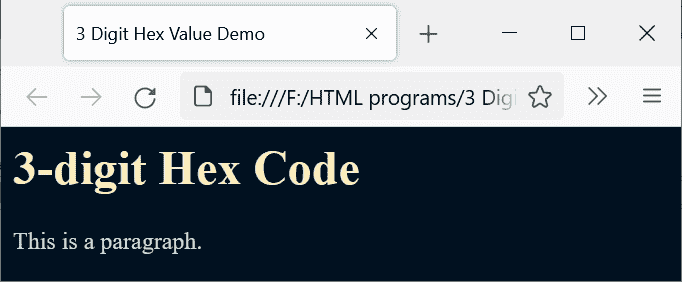 3 Digit Hex Value Demo
file:///F:/HTML programs/3 Digi
3-digit Hex Code
This is a paragraph.